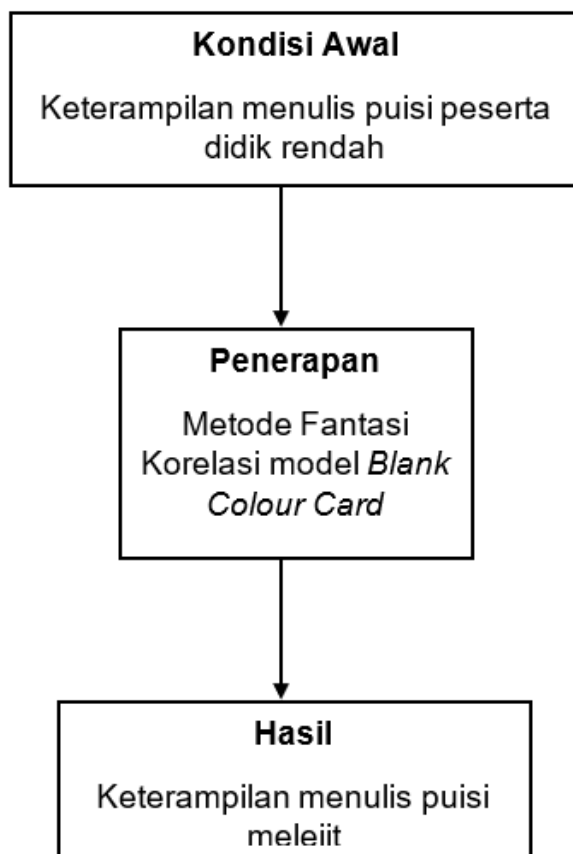 Kondisi Awal
Keterampilan menulis puisi peserta
didik rendah
Penerapan
Metode Fantasi
Korelasi model Blank
Colour Card
Hasil
Keterampilan menulis puisi
melejit